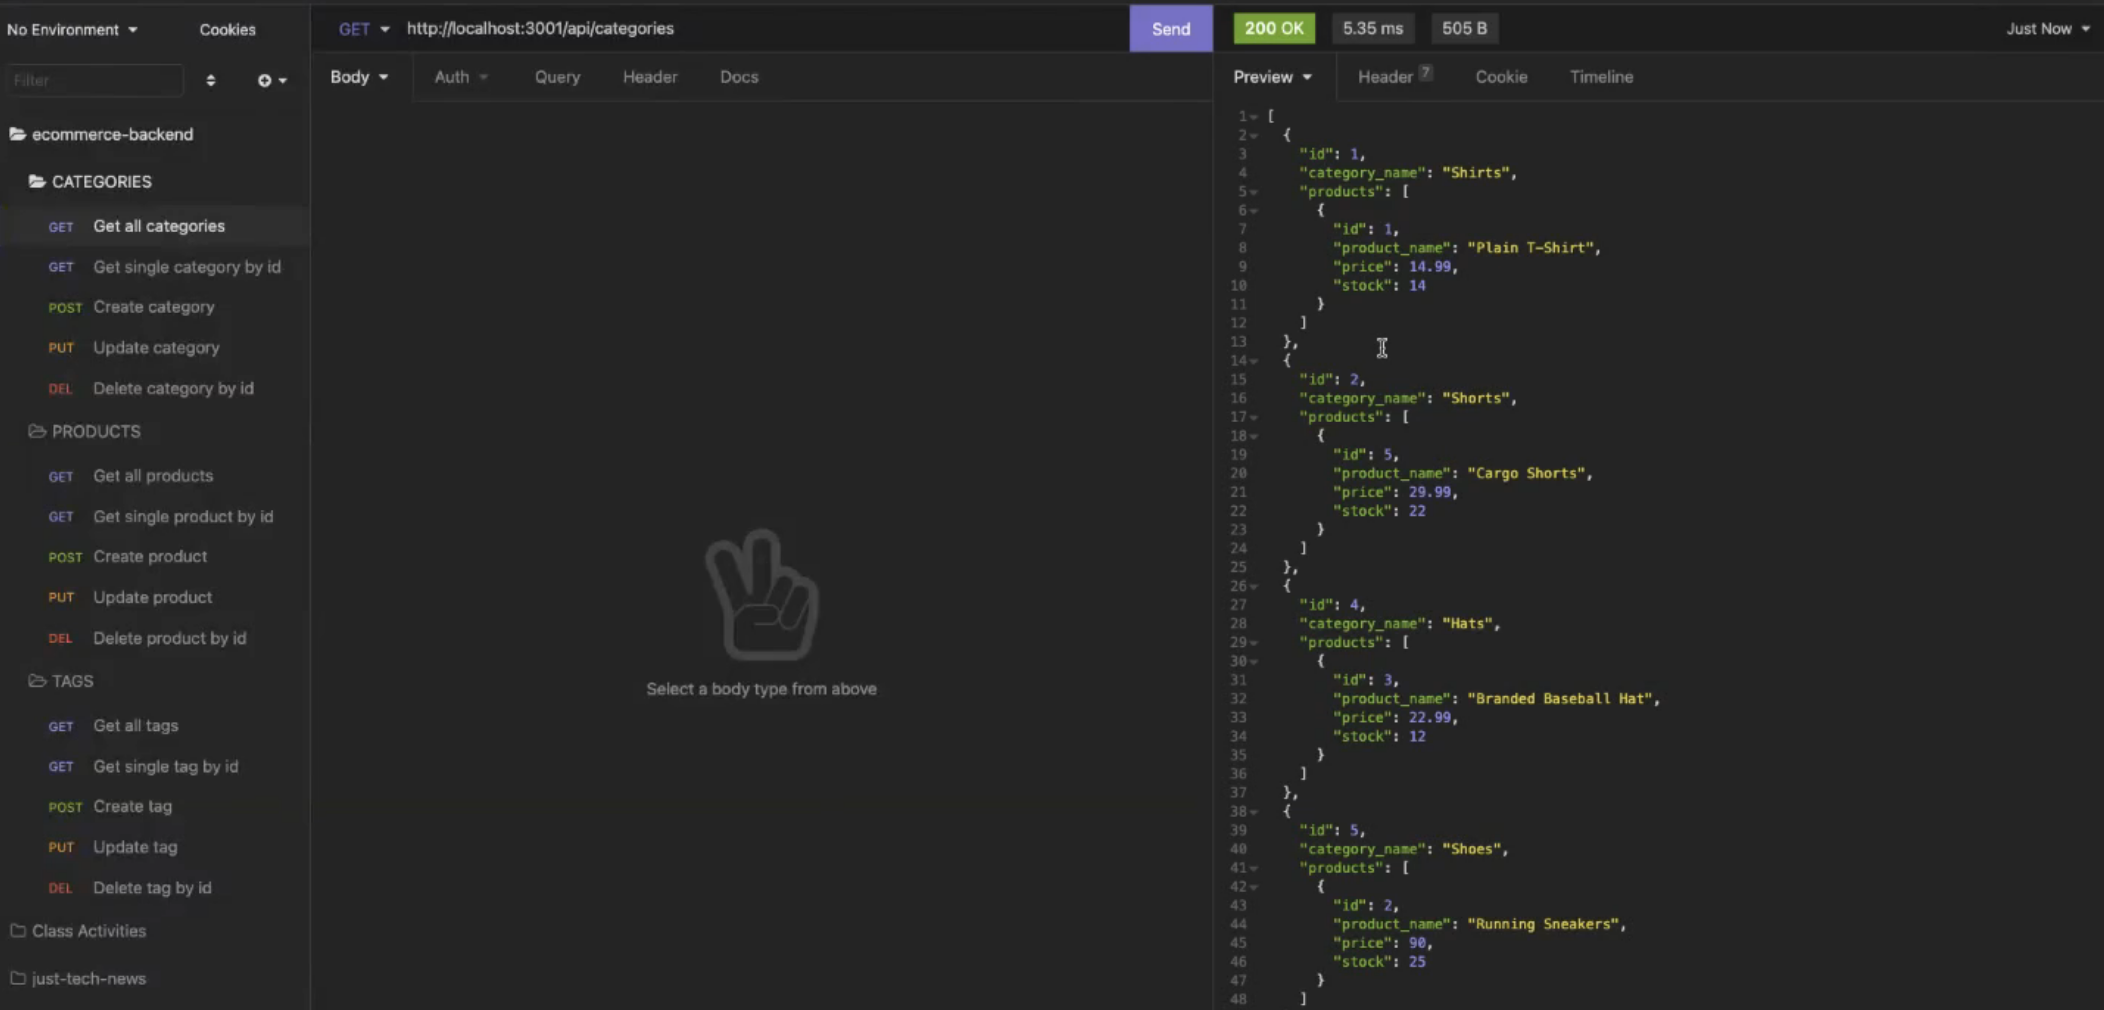 No Environment Cookies
Filter
ecommerce-backend
CATEGORIES
GET Get all categories
GET Get single category by id
POST Create category
PUT Update category
DEL Delete category by id
PRODUCTS
GET Get all products
GET Get single product by id
POST Create product
PUT Update product
DEL Delete product by id
TAGS
GET Get all tags
GET Get single tag by id
POST Create tag
PUT Update tag
DEL Delete tag by id
Class Activities
just-tech-news
GET http://localhost:3001/api/categories Send
Body Auth Query Header Docs
Select a body type from above
200 OK 5.35 ms 505 B Just Now
Preview Header 7 Cookie Timeline
1 [
2 {
3 "id": 1,
4 "category_name": "Shirts",
5 "products": [
6 {
7 "id": 1,
8 "product_name": "Plain T-Shirt",
9 "price": 14.99,
10 "stock": 14
11 }
12 ]
13 },
14 {
15 "id": 2,
16 "category_name": "Shorts",
17 "products": [
18 {
19 "id": 5,
20 "product_name": "Cargo Shorts",
21 "price": 29.99,
22 "stock": 22
23 }
24 ]
25 },
26 {
27 "id": 4,
28 "category_name": "Hats",
29 "products": [
30 {
31 "id": 3,
32 "product_name": "Branded Baseball Hat",
33 "price": 22.99,
34 "stock": 12
35 }
36 ]
37 },
38 {
39 "id": 5,
40 "category_name": "Shoes",
41 "products": [
42 {
43 "id": 2,
44 "product_name": "Running Sneakers",
45 "price": 90,
46 "stock": 25
47 }
48 ]